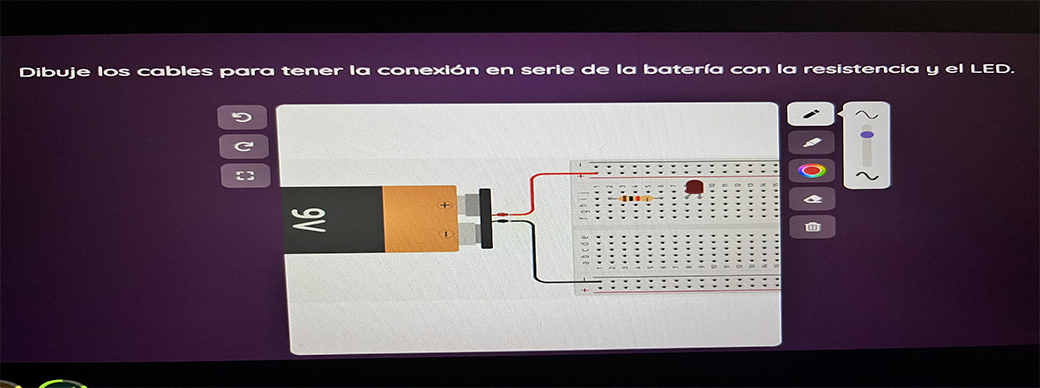 Dibuje los cables para tener la conexión en serie de la batería con la resistencia y el LED.
9V